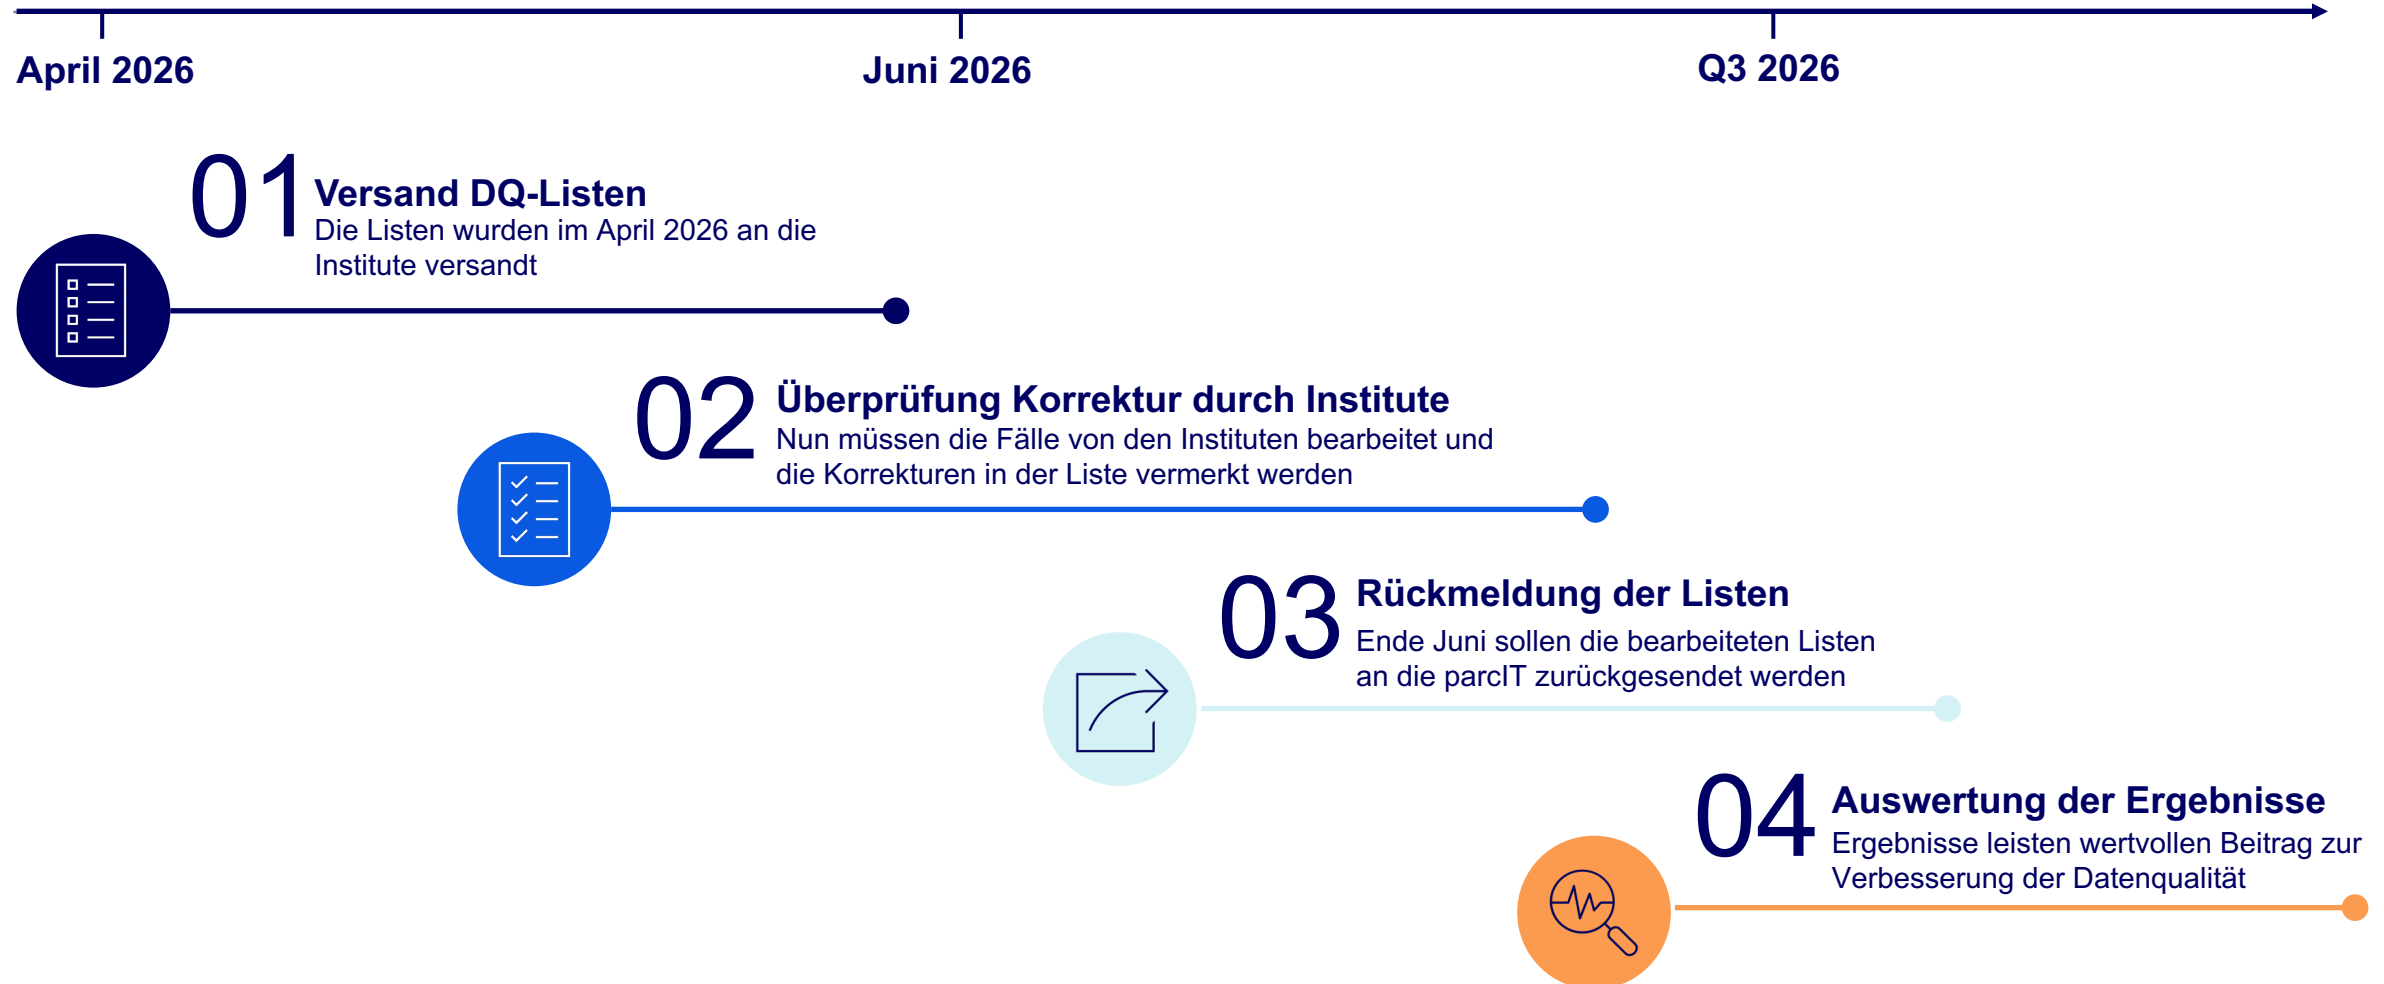 April 2026
Juni 2026
Q3 2026
01
Versand DQ-Listen
Die Listen wurden im April 2026 an die
Institute versandt
02
Überprüfung Korrektur durch Institute
Nun müssen die Fälle von den Instituten bearbeitet und
die Korrekturen in der Liste vermerkt werden
03
Rückmeldung der Listen
Ende Juni sollen die bearbeiteten Listen
an die parcIT zurückgesendet werden
04
Auswertung der Ergebnisse
Ergebnisse leisten wertvollen Beitrag zur
Verbesserung der Datenqualität